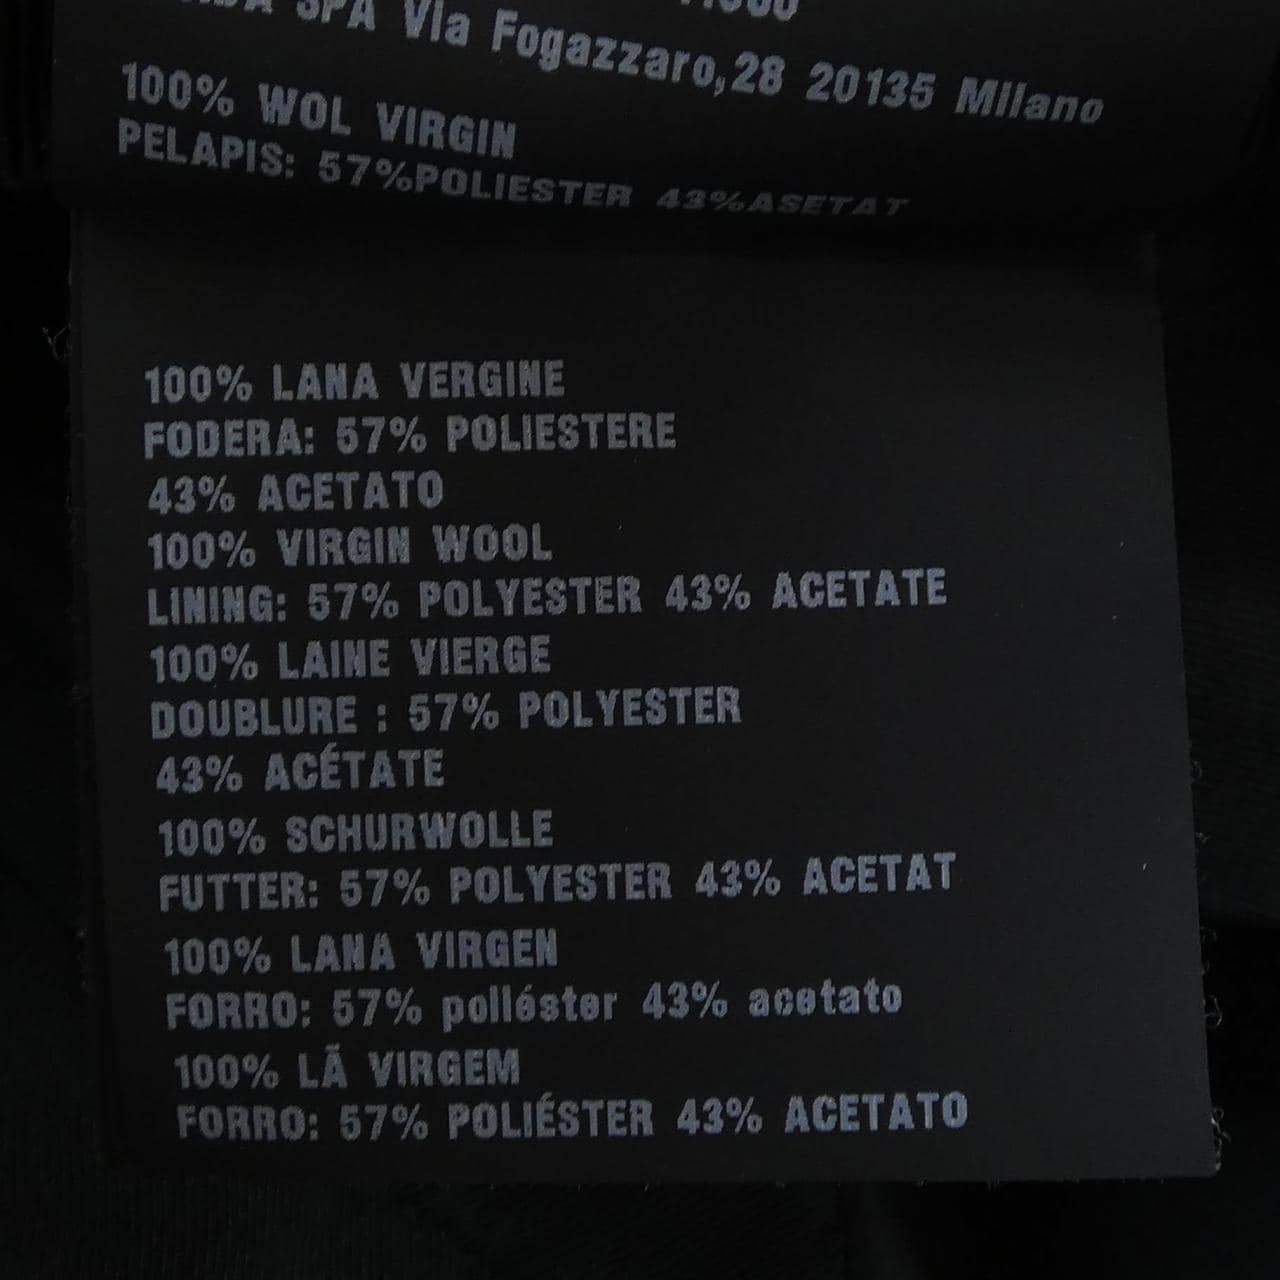 SPA Via Fogazzaro,28 20135 Milano
100% WOL VIRGIN
PELAPIS: 57%POLIESTER 43%ASETAT
100% LANA VERGINE
FODERA: 57% POLIESTERE
43% ACETATO
100% VIRGIN WOOL
LINING: 57% POLYESTER 43% ACETATE
100% LAINE VIERGE
DOUBLURE : 57% POLYESTER
43% ACÉTATE
100% SCHURWOLLE
FUTTER: 57% POLYESTER 43% ACETAT
100% LANA VIRGEN
FORRO: 57% poliéster 43% acetato
100% LÃ VIRGEM
FORRO: 57% POLIÉSTER 43% ACETATO